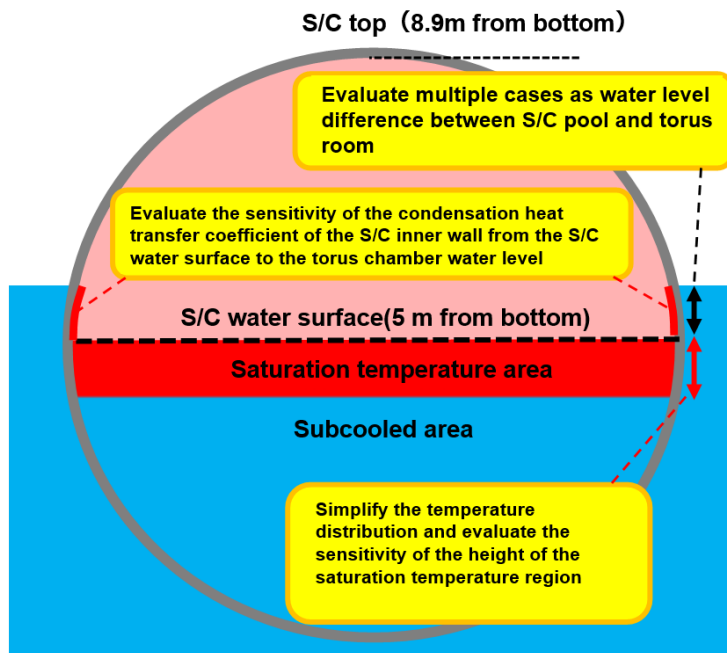 S/C top（8.9m from bottom）
Evaluate multiple cases as water level
difference between S/C pool and torus
room
Evaluate the sensitivity of the condensation heat
transfer coefficient of the S/C inner wall from the S/C
water surface to the torus chamber water level
S/C water surface(5 m from bottom)
Saturation temperature area
Subcooled area
Simplify the temperature
distribution and evaluate the
sensitivity of the height of the
saturation temperature region